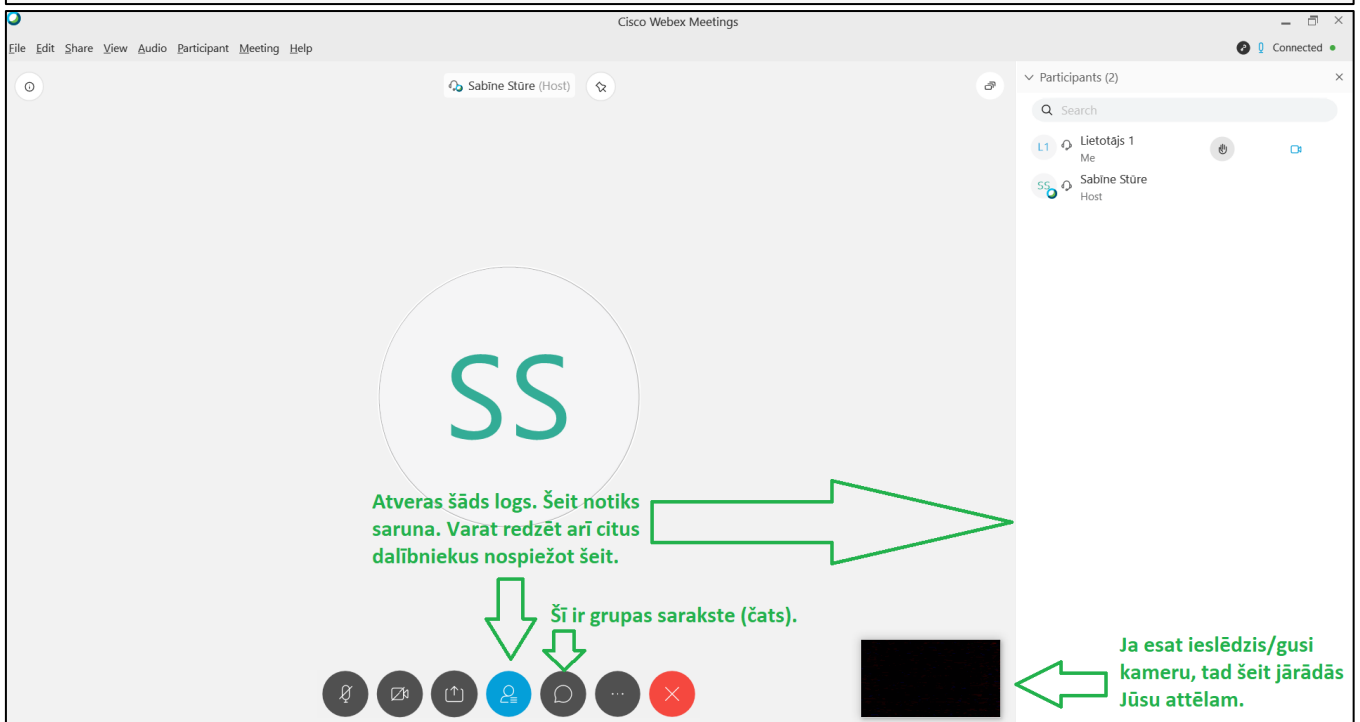 Cisco Webex Meetings
File Edit Share View Audio Participant Meeting Help
Connected
Sabīne Stūre (Host)
Participants (2)
Search
L1
Lietotājs 1
Me
SS
Sabīne Stūre
Host
SS
Atveras šāds logs. Šeit notiks
saruna. Varat redzēt arī citus
dalībniekus nospiežot šeit.
Šī ir grupas sarakste (čats).
Ja esat ieslēdzis/gusi
kameru, tad šeit jārādās
Jūsu attēlam.